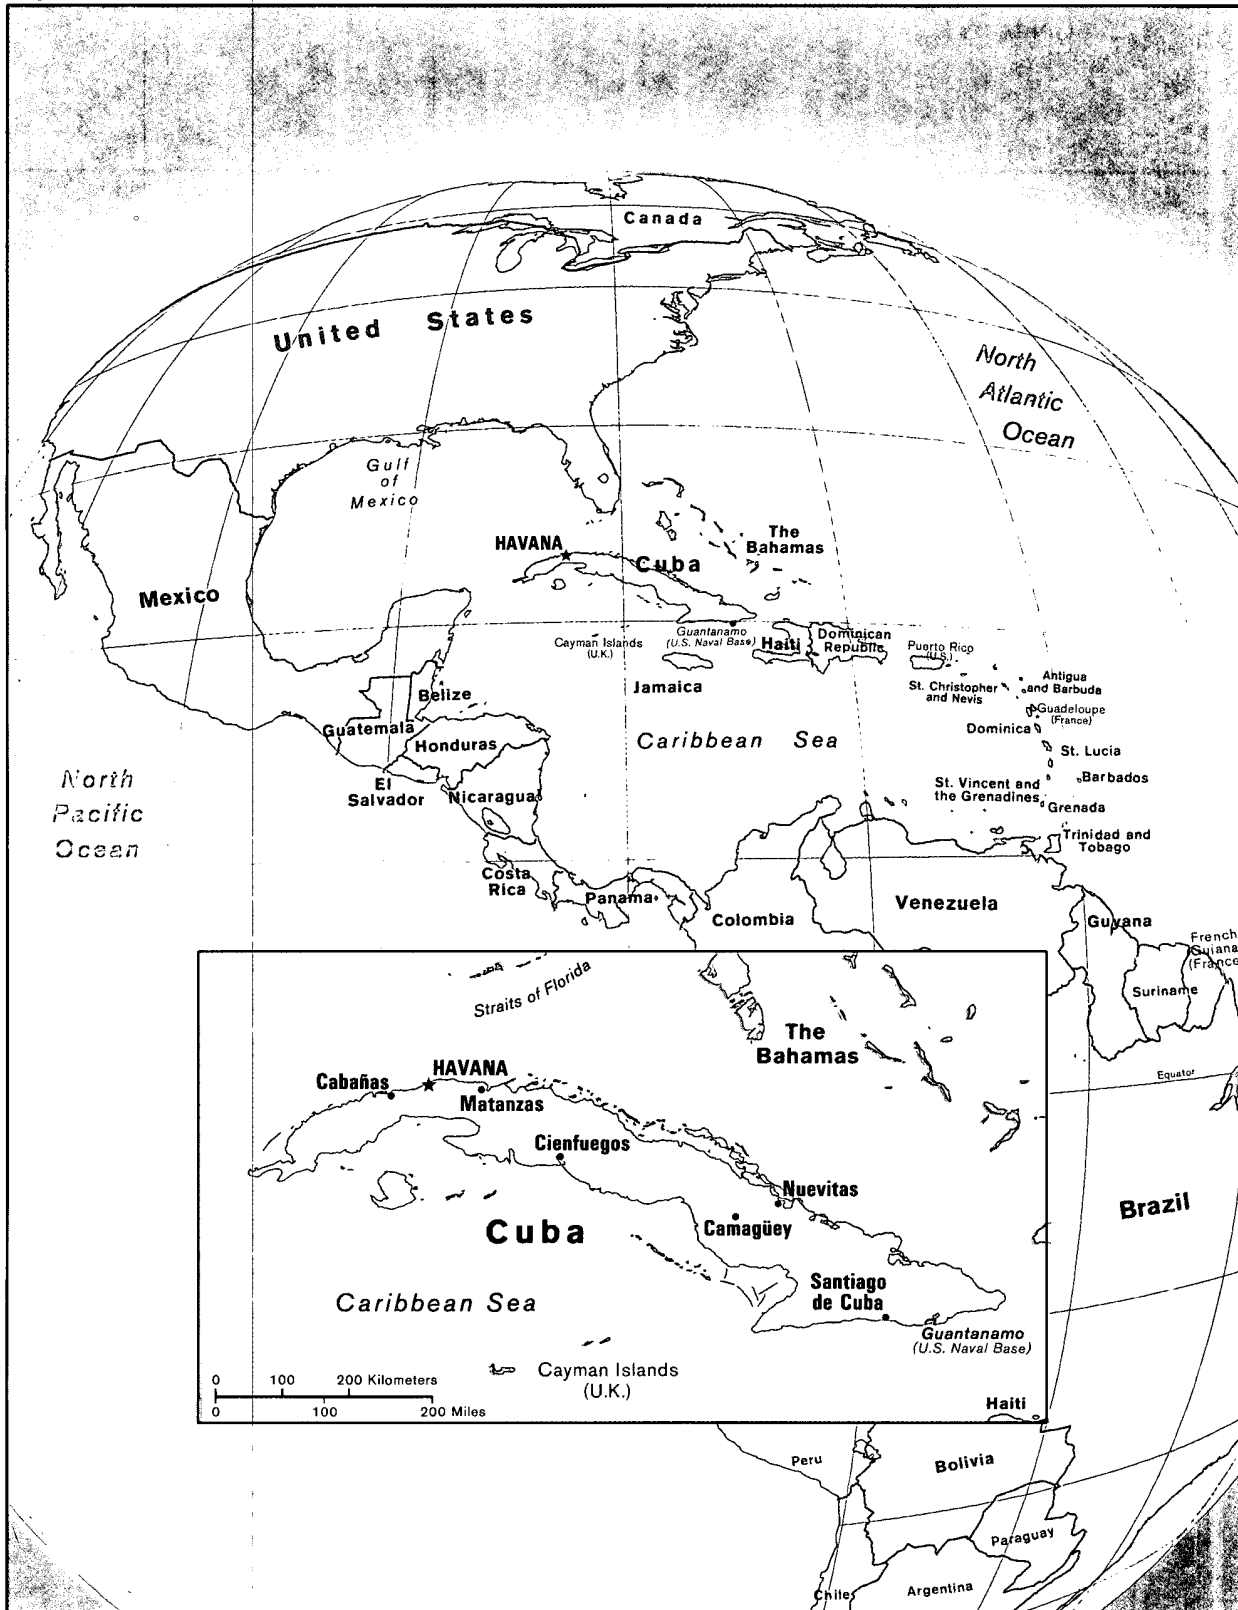 Canada
United States
North
Atlantic
Ocean
Gulf
of
Mexico
The
Bahamas
HAVANA
Cuba
Mexico
Cayman Islands
(U.K.)
Guantanamo
(U.S. Naval Base)
Haiti
Dominican
Republic
Puerto Rico
(U.S.)
Jamaica
Belize
St. Christopher
and Nevis
Antigua
and Barbuda
Guadeloupe
(France)
Guatemala
Honduras
Caribbean Sea
Dominica
St. Lucia
North
Pacific
Ocean
El
Salvador
Nicaragua
St. Vincent and
the Grenadines
Barbados
Grenada
Trinidad and
Tobago
Costa
Rica
Panama
Colombia
Venezuela
Guyana
French
Guiana
(France
Suriname
Straits of Florida
The
Bahamas
Equator
Cabañas
HAVANA
Matanzas
Cienfuegos
Nuevitas
Camagüey
Cuba
Brazil
Santiago
de Cuba
Caribbean Sea
Guantanamo
(U.S. Naval Base)
Cayman Islands
(U.K.)
0 100 200 Kilometers
0 100 200 Miles
Haiti
Peru
Bolivia
Paraguay
Chile
Argentina